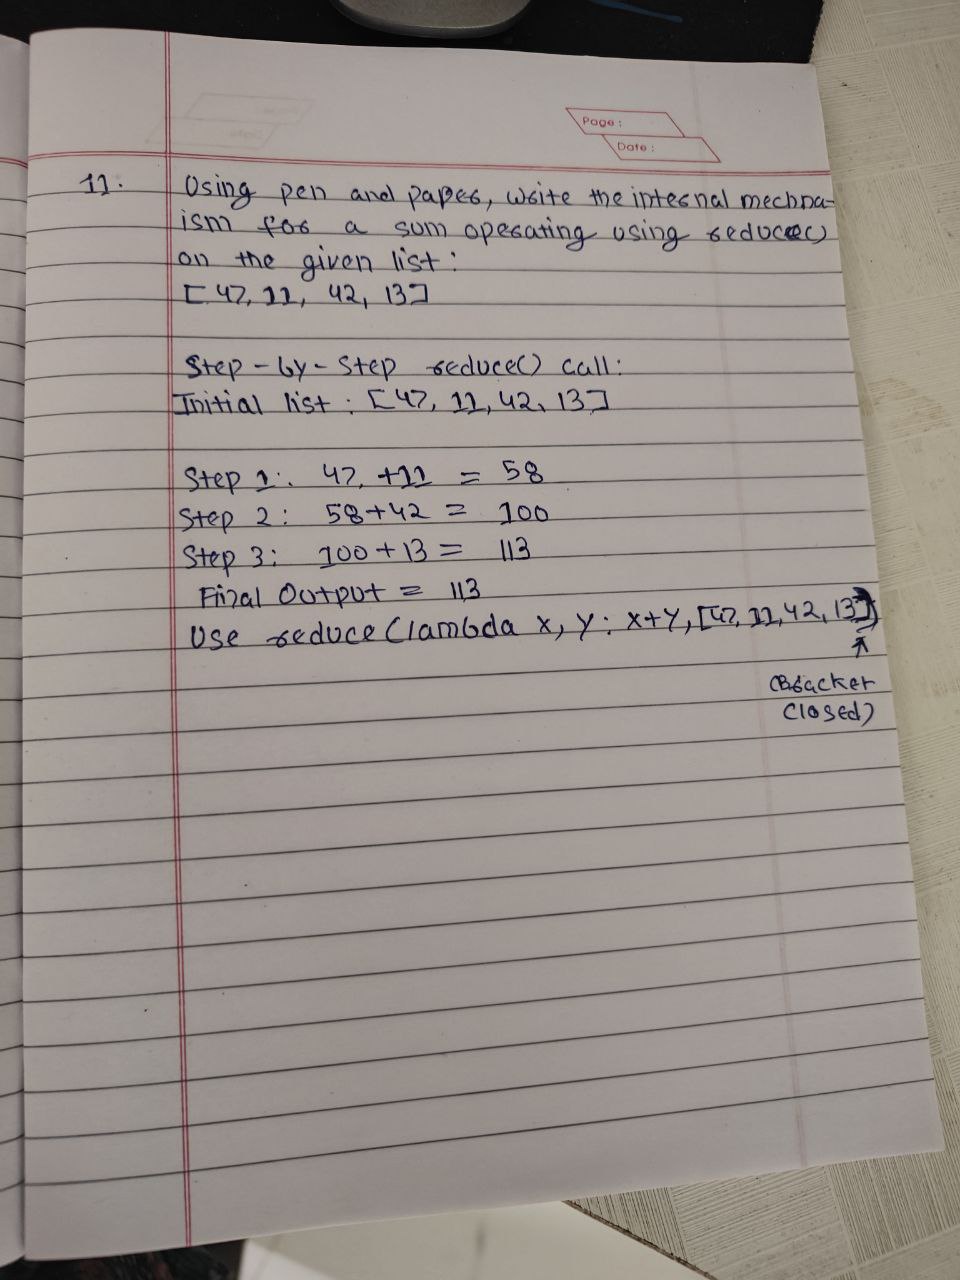 Page :
Date :
11. Using pen and paper, write the internal mechna-
ism for a sum operating using reduce()
on the given list :
[47, 11, 42, 13]
Step-by-Step reduce() call:
Initial list : [47, 11, 42, 13]
Step 1: 47 +11 = 58
Step 2: 58+42 = 100
Step 3: 100+13 = 113
Final Output = 113
Use reduce(lambda x, y: x+y, [47, 11, 42, 13])
(Bracker
closed)